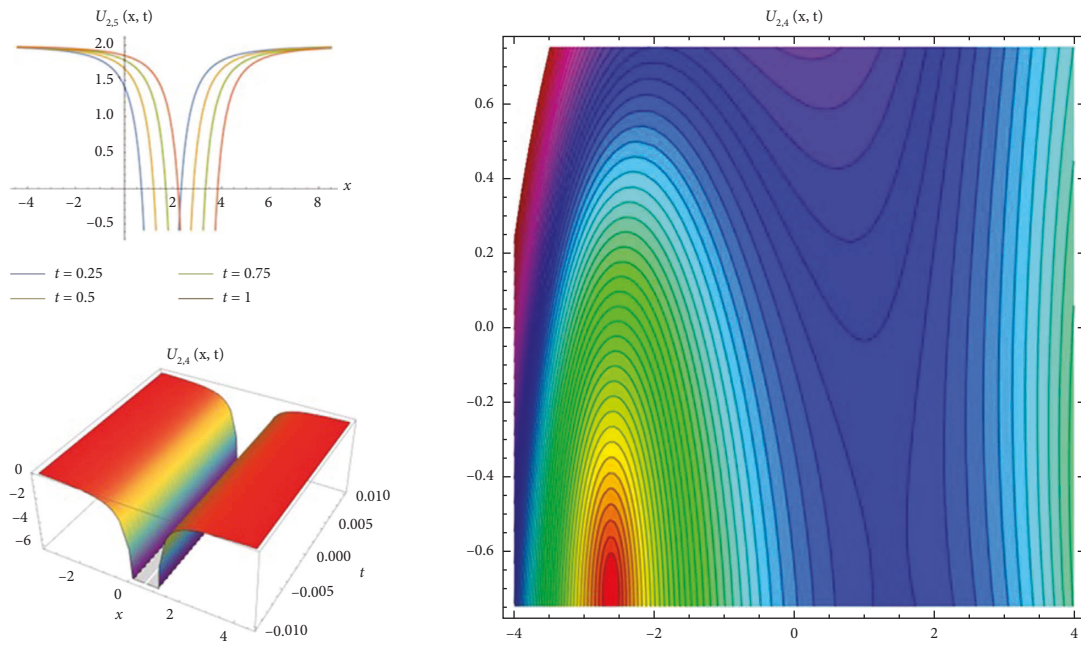 U2,5 (x, t)
2.0
1.5
1.0
0.5
–4 –2 2 4 6 8 x
–0.5
t = 0.25 t = 0.75
t = 0.5 t = 1
U2,4 (x, t)
0
–2
–4
–6
–2
0
2
4
x
0.010
0.005
0.000
–0.005
–0.010
t
U2,4 (x, t)
0.6
0.4
0.2
0.0
–0.2
–0.4
–0.6
–4 –2 0 2 4